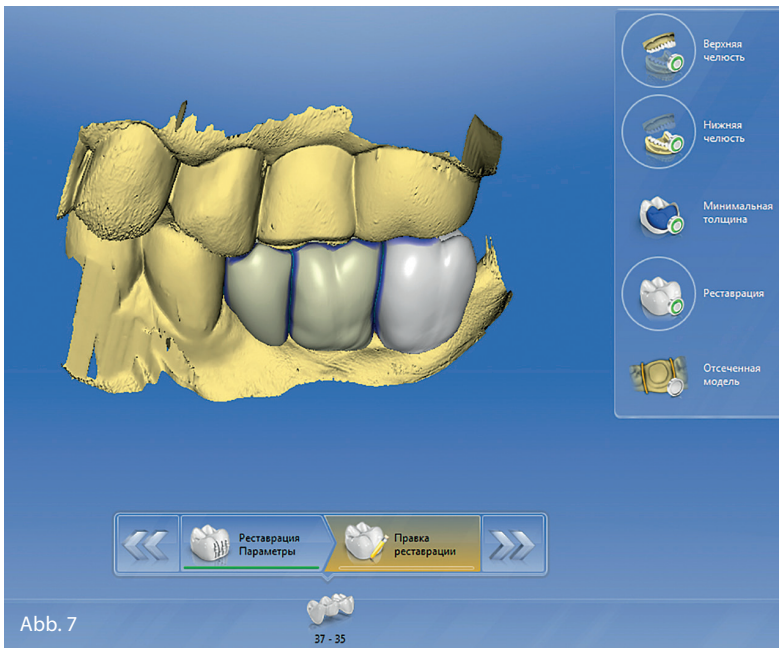 Верхняя
челюсть
Нижняя
челюсть
Минимальная
толщина
Реставрация
Отсеченная
модель
Реставрация
Параметры
Правка
реставрации
Abb. 7
37 - 35